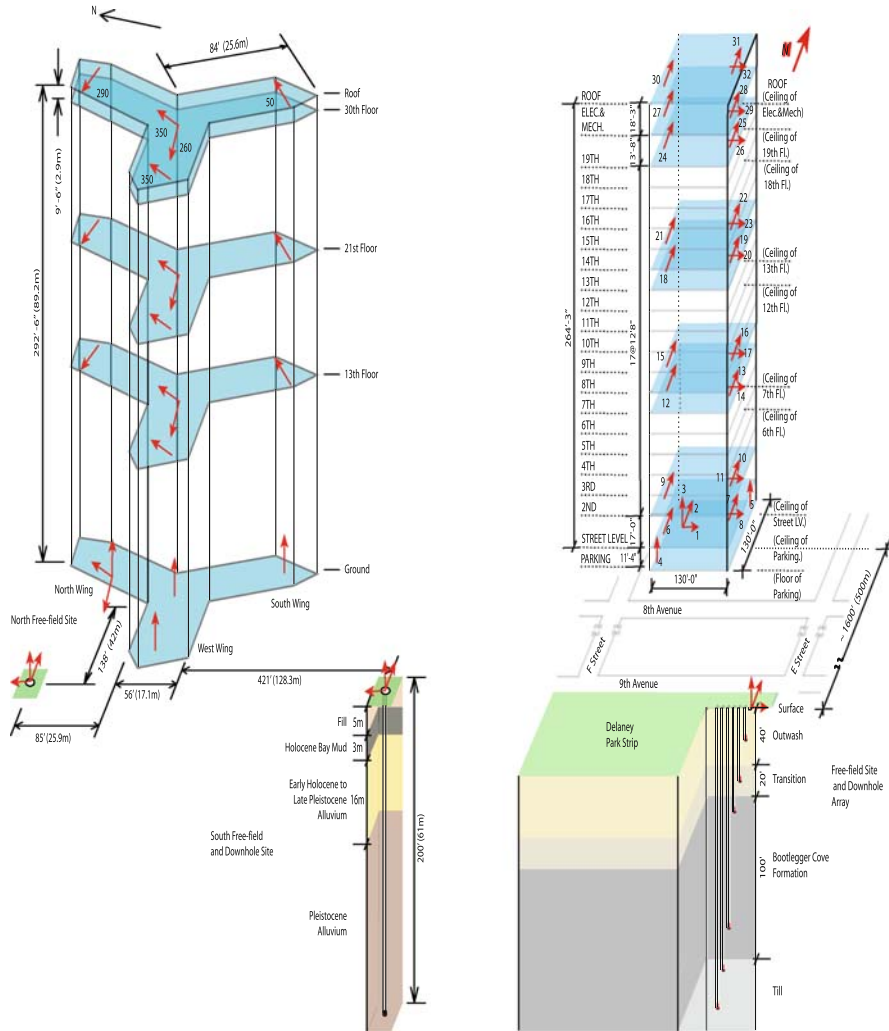 N
84' (25.6m)
Roof
30th Floor
290
50
350
260
350
9'-6" (2.9m)
292'-6" (89.2m)
21st Floor
13th Floor
Ground
North Wing
South Wing
West Wing
North Free-field Site
138' (42m)
85'(25.9m)
56'(17.1m)
421'(128.3m)
Fill 5m
Holocene Bay Mud 3m
Early Holocene to
Late Pleistocene 16m
Alluvium
South Free-field
and Downhole Site
200'(61m)
Pleistocene
Alluvium
N
31
30
32
28
27
29
25
24
26
ROOF
ELEC.&
MECH.
19TH
18TH
17TH
16TH
15TH
14TH
13TH
12TH
11TH
10TH
9TH
8TH
7TH
6TH
5TH
4TH
3RD
2ND
STREET LEVEL
PARKING
18'-3"
13'-8"
264'-3"
17@12'8"
17'-0"
11'-4"
ROOF
(Ceiling of
Elec.&Mech)
(Ceiling of
19th Fl.)
(Ceiling of
18th Fl.)
22
23
21
19
20
18
(Ceiling of
13th Fl.)
(Ceiling of
12th Fl.)
16
17
15
13
14
12
(Ceiling of
7th Fl.)
(Ceiling of
6th Fl.)
10
11
9
3
2
7
5
6
1
8
4
(Ceiling of
Street LV.)
(Ceiling of
Parking.)
(Floor of
Parking)
130'-0"
130'-0"
8th Avenue
F Street
E Street
~ 1600' (500m)
9th Avenue
Delaney
Park Strip
Surface
40'
Outwash
20'
Transition
Free-field Site
and Downhole
Array
100'
Bootlegger Cove
Formation
Till